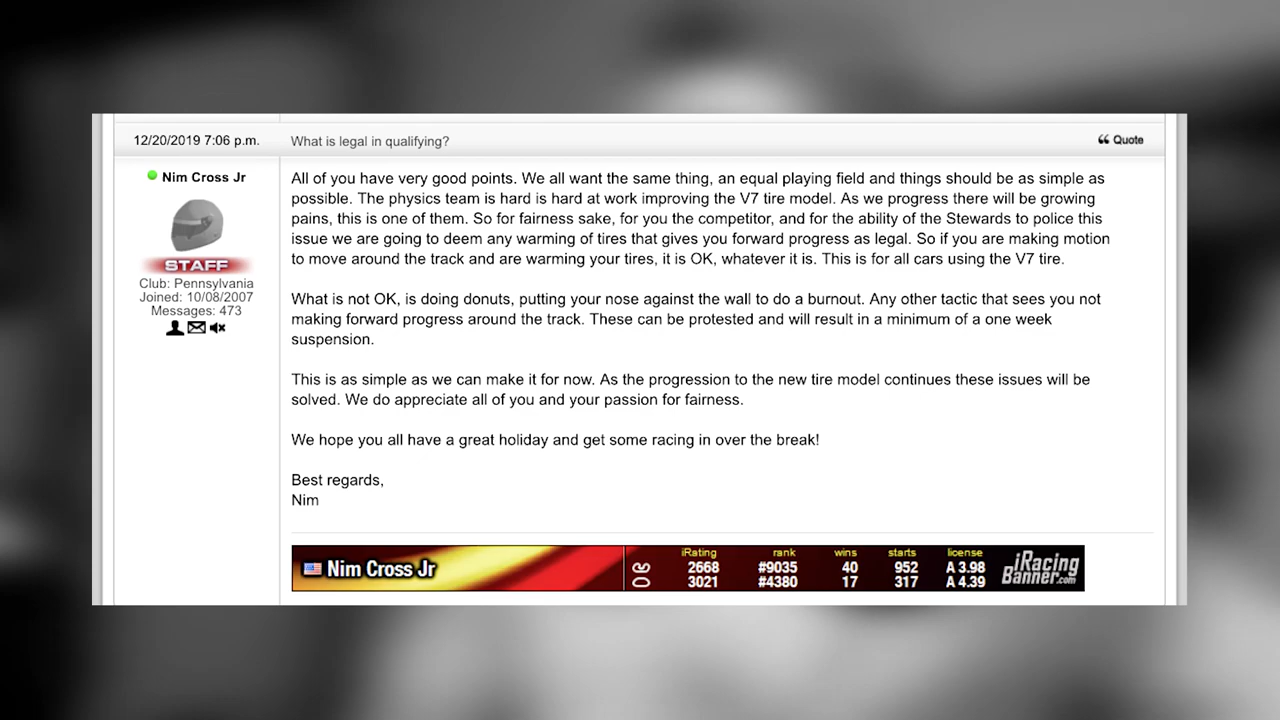 12/20/2019 7:06 p.m.
What is legal in qualifying?
Quote
Nim Cross Jr
STAFF
Club: Pennsylvania
Joined: 10/08/2007
Messages: 473
All of you have very good points. We all want the same thing, an equal playing field and things should be as simple as
possible. The physics team is hard is hard at work improving the V7 tire model. As we progress there will be growing
pains, this is one of them. So for fairness sake, for you the competitor, and for the ability of the Stewards to police this
issue we are going to deem any warming of tires that gives you forward progress as legal. So if you are making motion
to move around the track and are warming your tires, it is OK, whatever it is. This is for all cars using the V7 tire.
What is not OK, is doing donuts, putting your nose against the wall to do a burnout. Any other tactic that sees you not
making forward progress around the track. These can be protested and will result in a minimum of a one week
suspension.
This is as simple as we can make it for now. As the progression to the new tire model continues these issues will be
solved. We do appreciate all of you and your passion for fairness.
We hope you all have a great holiday and get some racing in over the break!
Best regards,
Nim
Nim Cross Jr
iRating rank wins starts license
2668 #9035 40 952 A 3.98
3021 #4380 17 317 A 4.39
iRacing
Banner.com